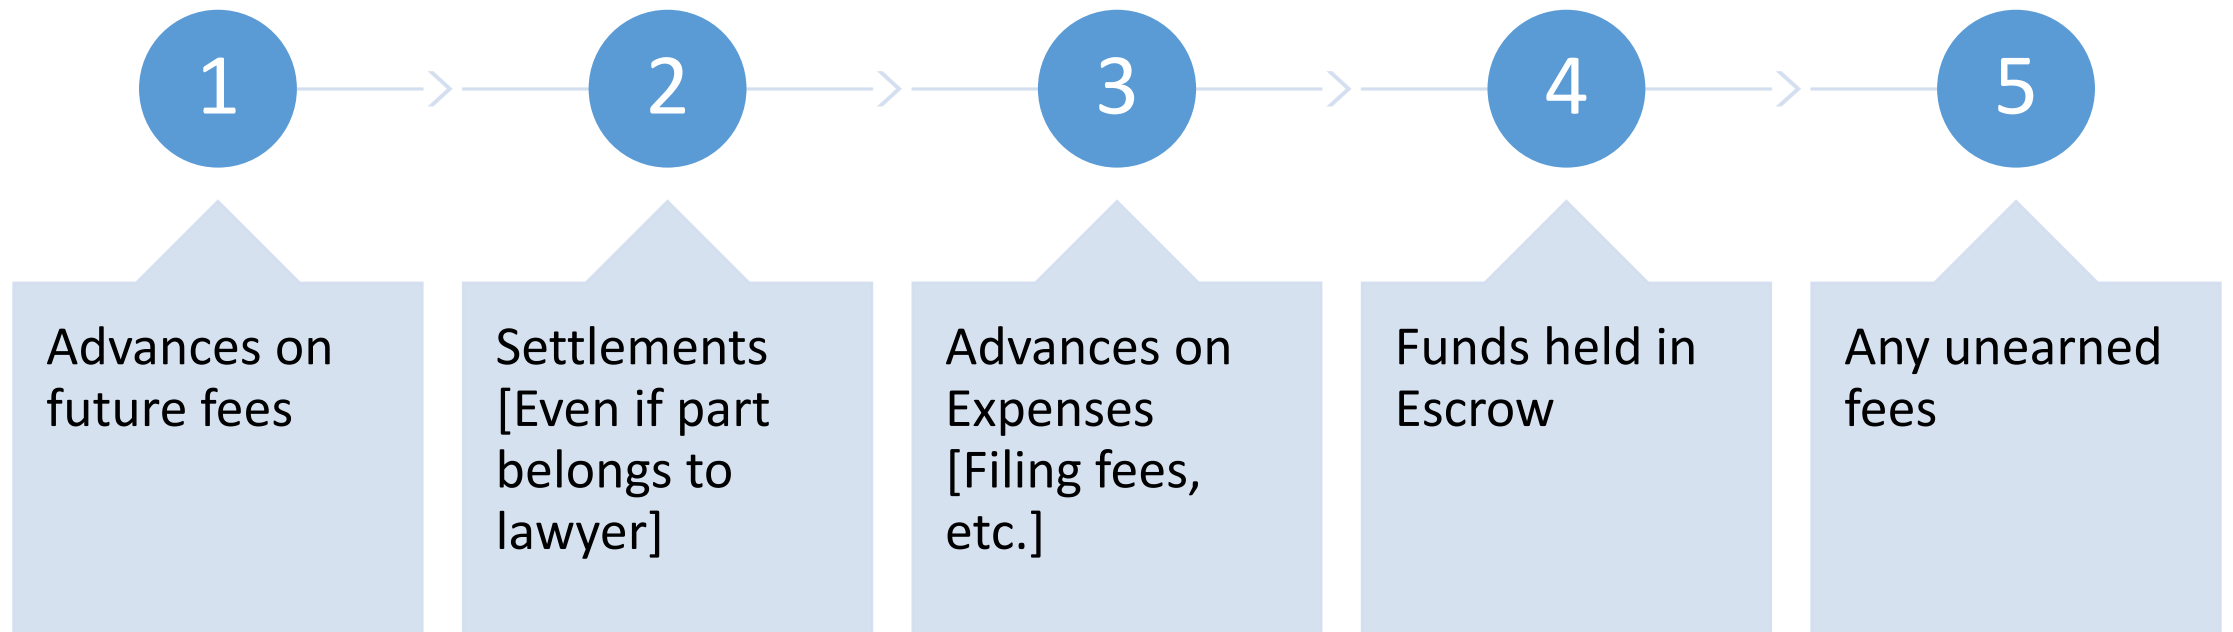 1
Advances on
future fees
2
Settlements
[Even if part
belongs to
lawyer]
3
Advances on
Expenses
[Filing fees,
etc.]
4
Funds held in
Escrow
5
Any unearned
fees